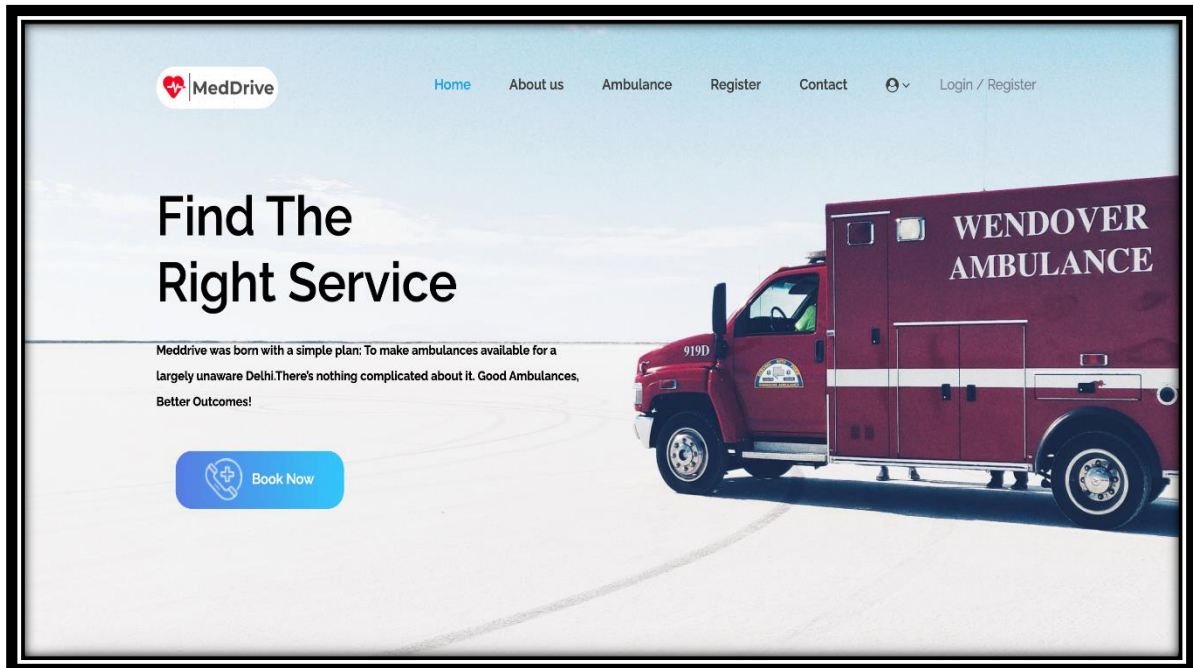 MedDrive
Home About us Ambulance Register Contact Login / Register
Find The
Right Service
Meddrive was born with a simple plan: To make ambulances available for a
largely unaware Delhi.There's nothing complicated about it. Good Ambulances,
Better Outcomes!
Book Now
WENDOVER
AMBULANCE
919D